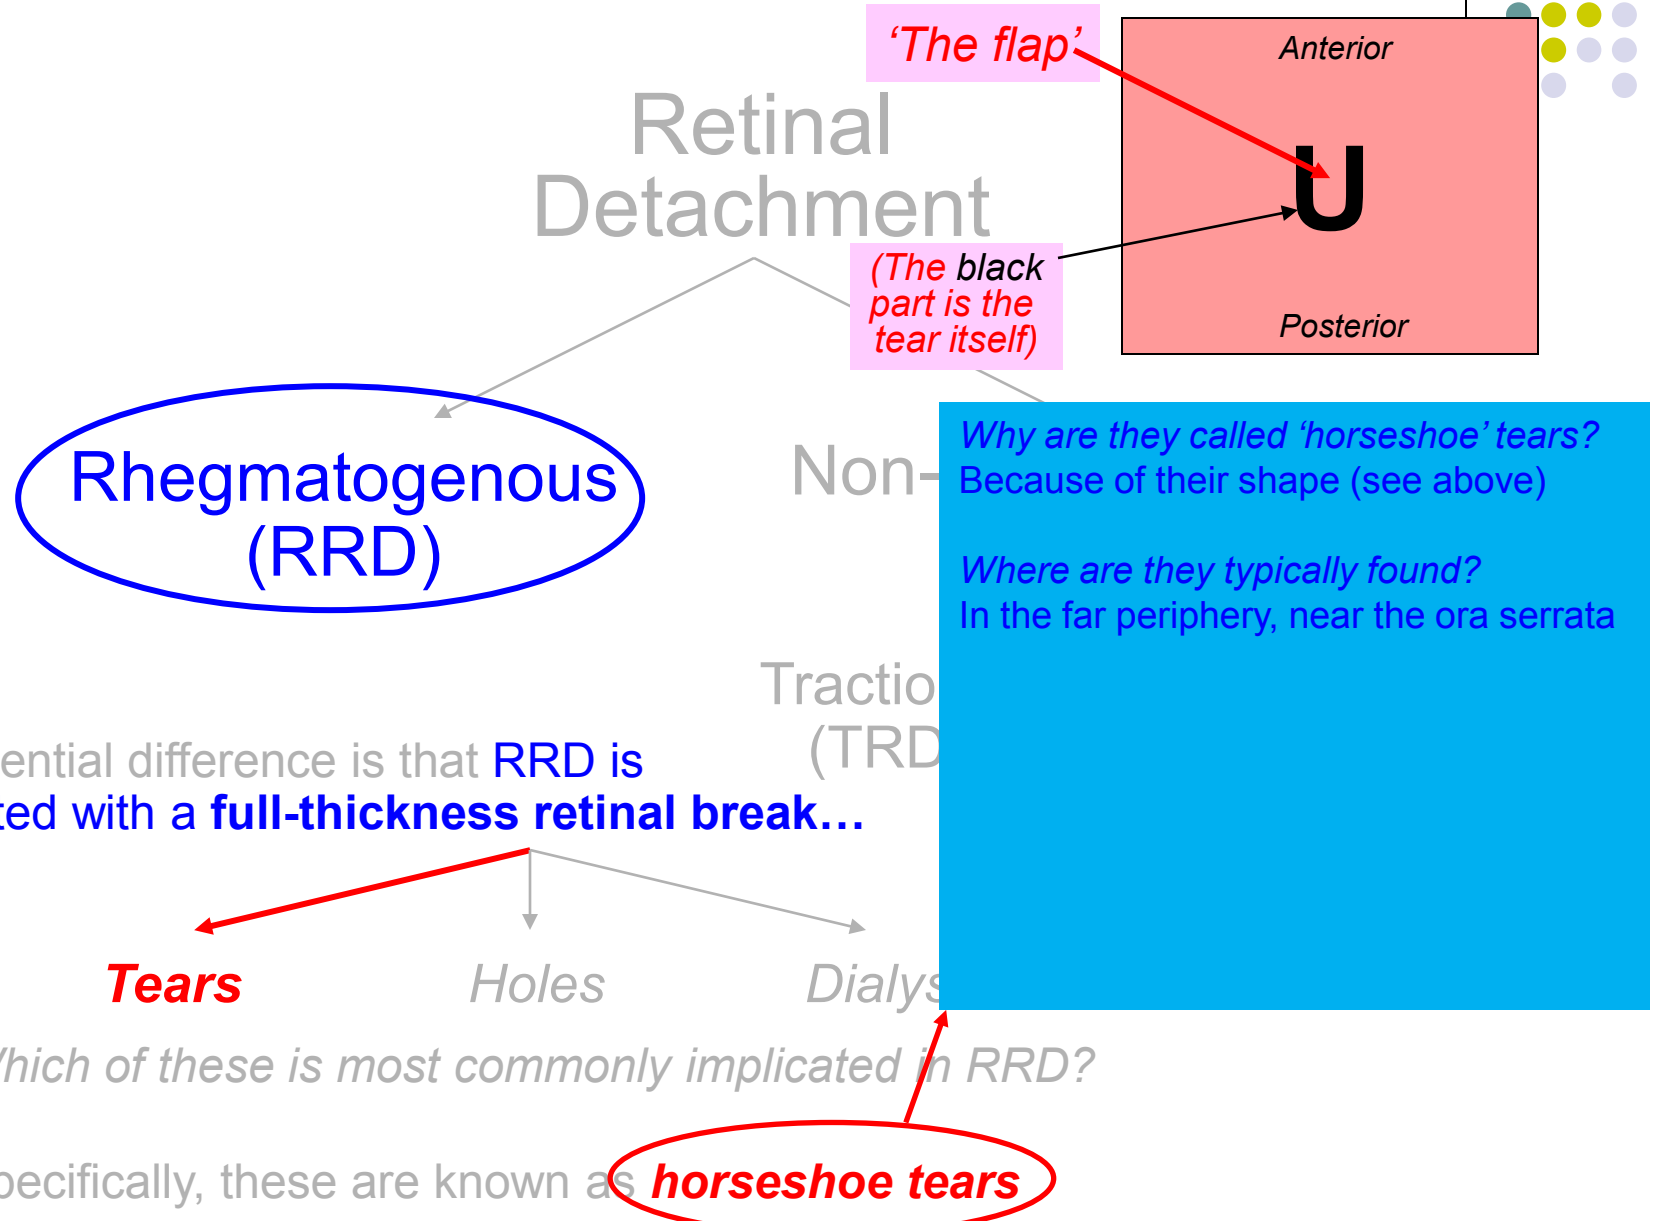 ‘The flap’
Anterior
U
Posterior
(The black
part is the
tear itself)
Retinal
Detachment
Rhegmatogenous
(RRD)
Non-
Why are they called ‘horseshoe’ tears?
Because of their shape (see above)
Where are they typically found?
In the far periphery, near the ora serrata
Tractio
(TRD
ential difference is that RRD is
ted with a full-thickness retinal break…
Tears
Holes
Dialys
hich of these is most commonly implicated in RRD?
pecifically, these are known as horseshoe tears